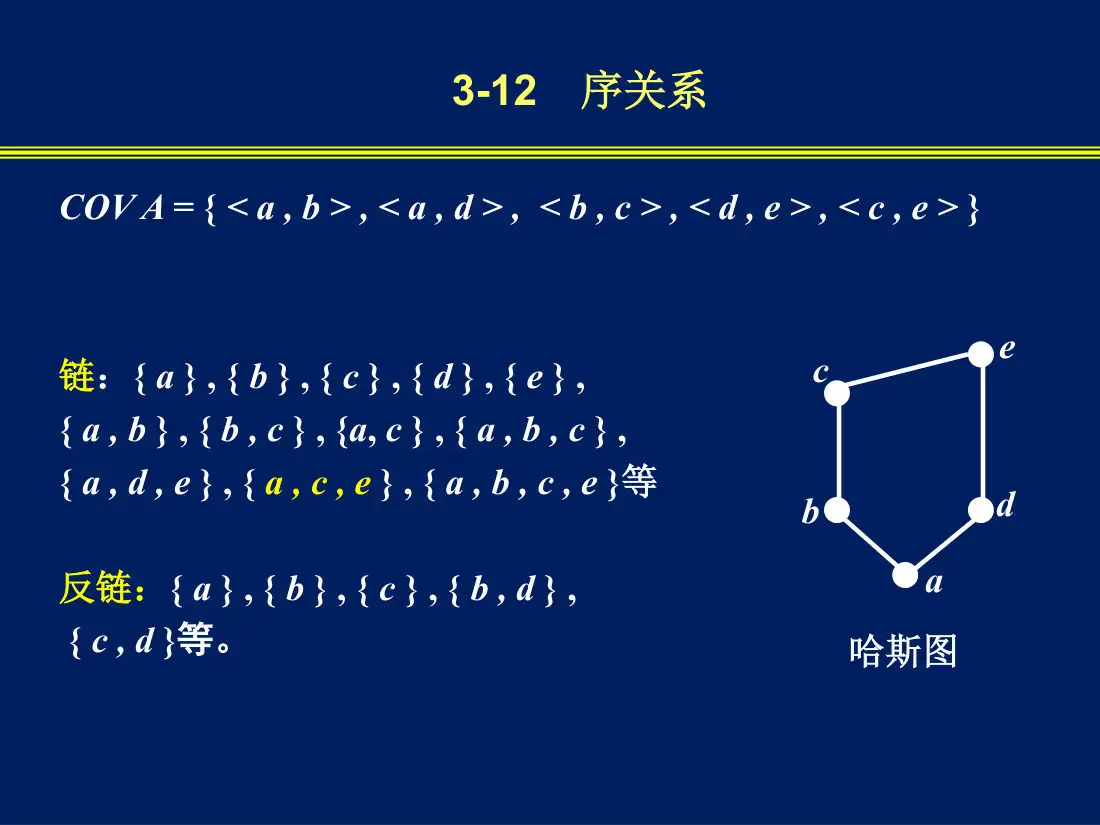 3-12 序关系
COV A = { < a , b > , < a , d > , < b , c > , < d , e > , < c , e > }
链：{ a } , { b } , { c } , { d } , { e } ,
{ a , b } , { b , c } , {a, c } , { a , b , c } ,
{ a , d , e } , { a , c , e } , { a , b , c , e }等
反链：{ a } , { b } , { c } , { b , d } ,
{ c , d }等。
e
c
d
b
a
哈斯图